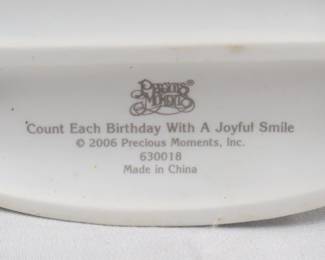 Precious
Moments®
Count Each Birthday With A Joyful Smile
© 2006 Precious Moments, Inc.
630018
Made in China